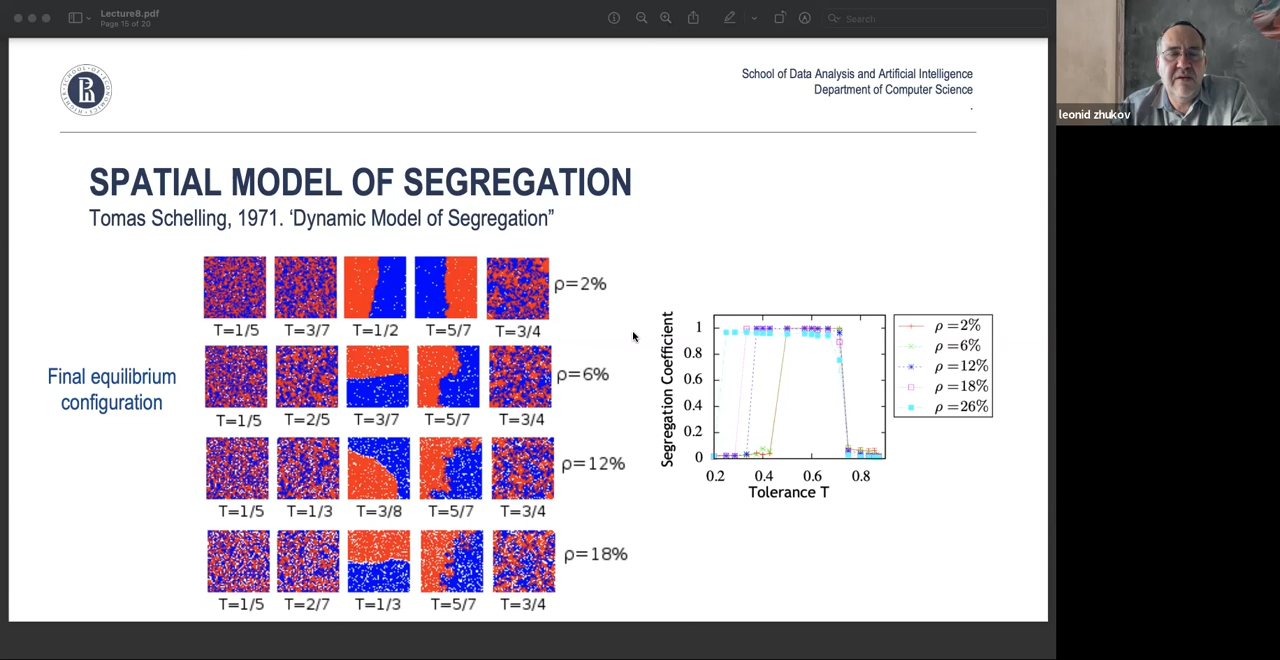 Lecture8.pdf
Page 15 of 20
Search
leonid zhukov
School of Data Analysis and Artificial Intelligence
Department of Computer Science
.
SPATIAL MODEL OF SEGREGATION
Tomas Schelling, 1971. ‘Dynamic Model of Segregation”
Final equilibrium
configuration
T=1/5 T=3/7 T=1/2 T=5/7 T=3/4 ρ=2%
T=1/5 T=2/5 T=3/7 T=5/7 T=3/4 ρ=6%
T=1/5 T=1/3 T=3/8 T=5/7 T=3/4 ρ=12%
T=1/5 T=2/7 T=1/3 T=5/7 T=3/4 ρ=18%
Segregation Coefficient
1
0.8
0.6
0.4
0.2
0
0.2 0.4 0.6 0.8
Tolerance T
ρ=2%
ρ=6%
ρ=12%
ρ=18%
ρ=26%